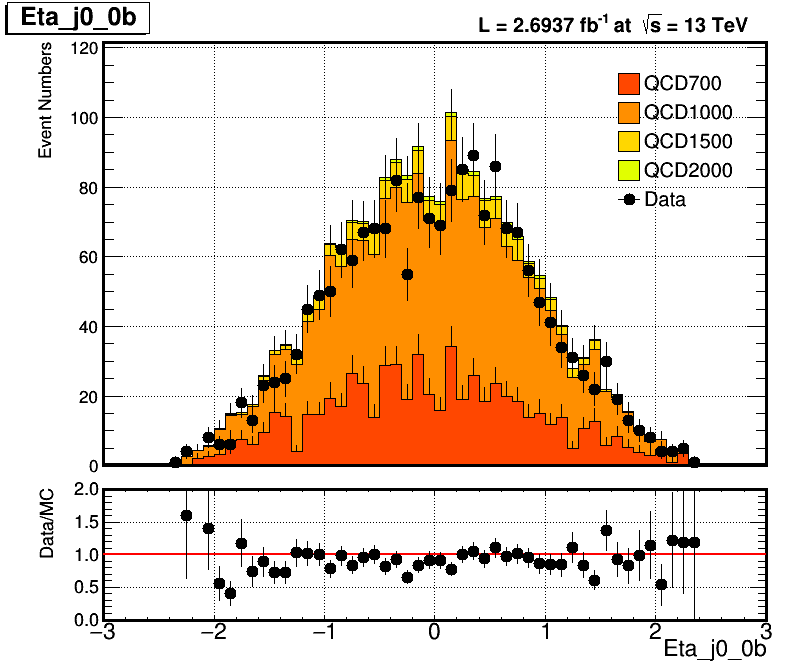 Eta_j0_0b
L = 2.6937 fb⁻¹ at √s = 13 TeV
Event Numbers
120
100
80
60
40
20
0
QCD700
QCD1000
QCD1500
QCD2000
Data
Data/MC
2.0
1.5
1.0
0.5
0.0
−3 −2 −1 0 1 2 3
Eta_j0_0b